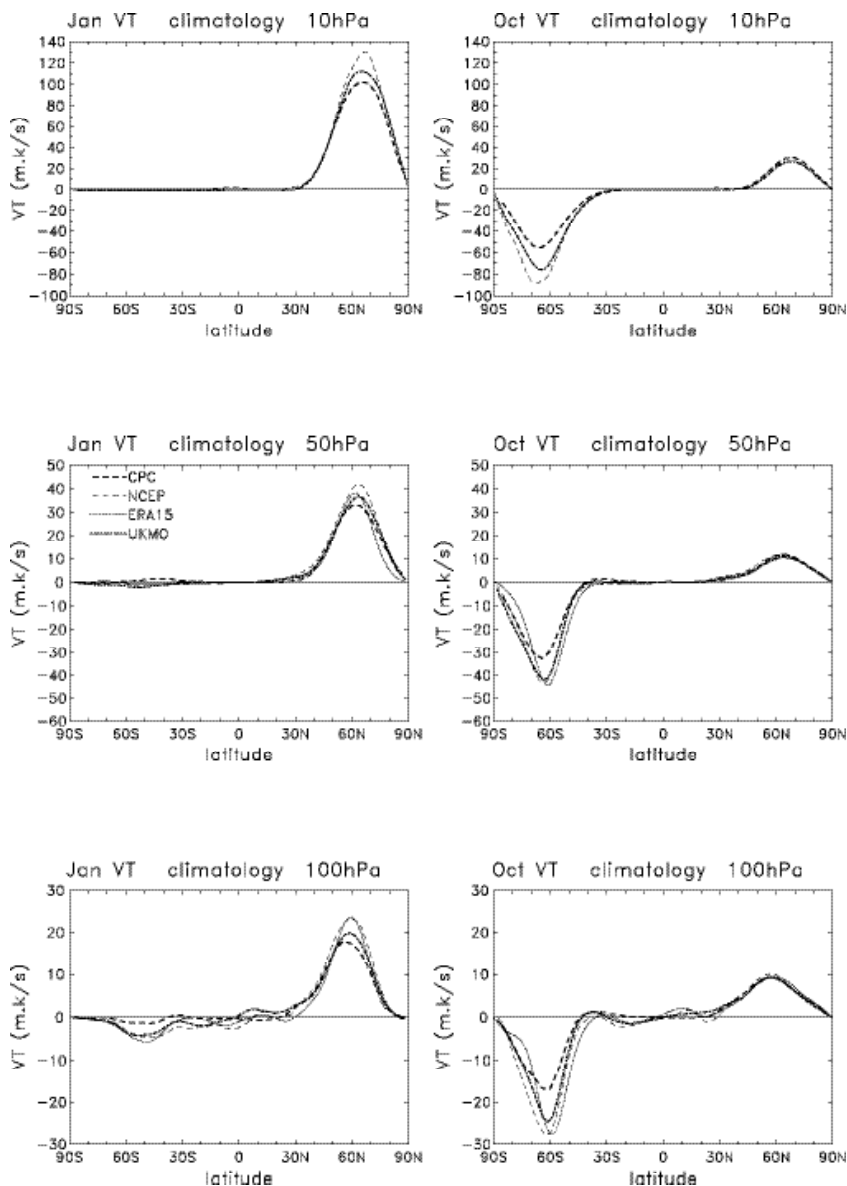 Jan VT climatology 10hPa
140
120
100
80
60
40
20
0
-20
-40
-60
-80
-100
VT (m.k/s)
90S 60S 30S 0 30N 60N 90N
latitude
Oct VT climatology 10hPa
140
120
100
80
60
40
20
0
-20
-40
-60
-80
-100
VT (m.k/s)
90S 60S 30S 0 30N 60N 90N
latitude
Jan VT climatology 50hPa
50
40
30
20
10
0
-10
-20
-30
-40
-50
-60
VT (m.k/s)
CPC
NCEP
ERA15
UKMO
90S 60S 30S 0 30N 60N 90N
latitude
Oct VT climatology 50hPa
50
40
30
20
10
0
-10
-20
-30
-40
-50
-60
VT (m.k/s)
90S 60S 30S 0 30N 60N 90N
latitude
Jan VT climatology 100hPa
30
20
10
0
-10
-20
-30
VT (m.k/s)
90S 60S 30S 0 30N 60N 90N
latitude
Oct VT climatology 100hPa
30
20
10
0
-10
-20
-30
VT (m.k/s)
90S 60S 30S 0 30N 60N 90N
latitude